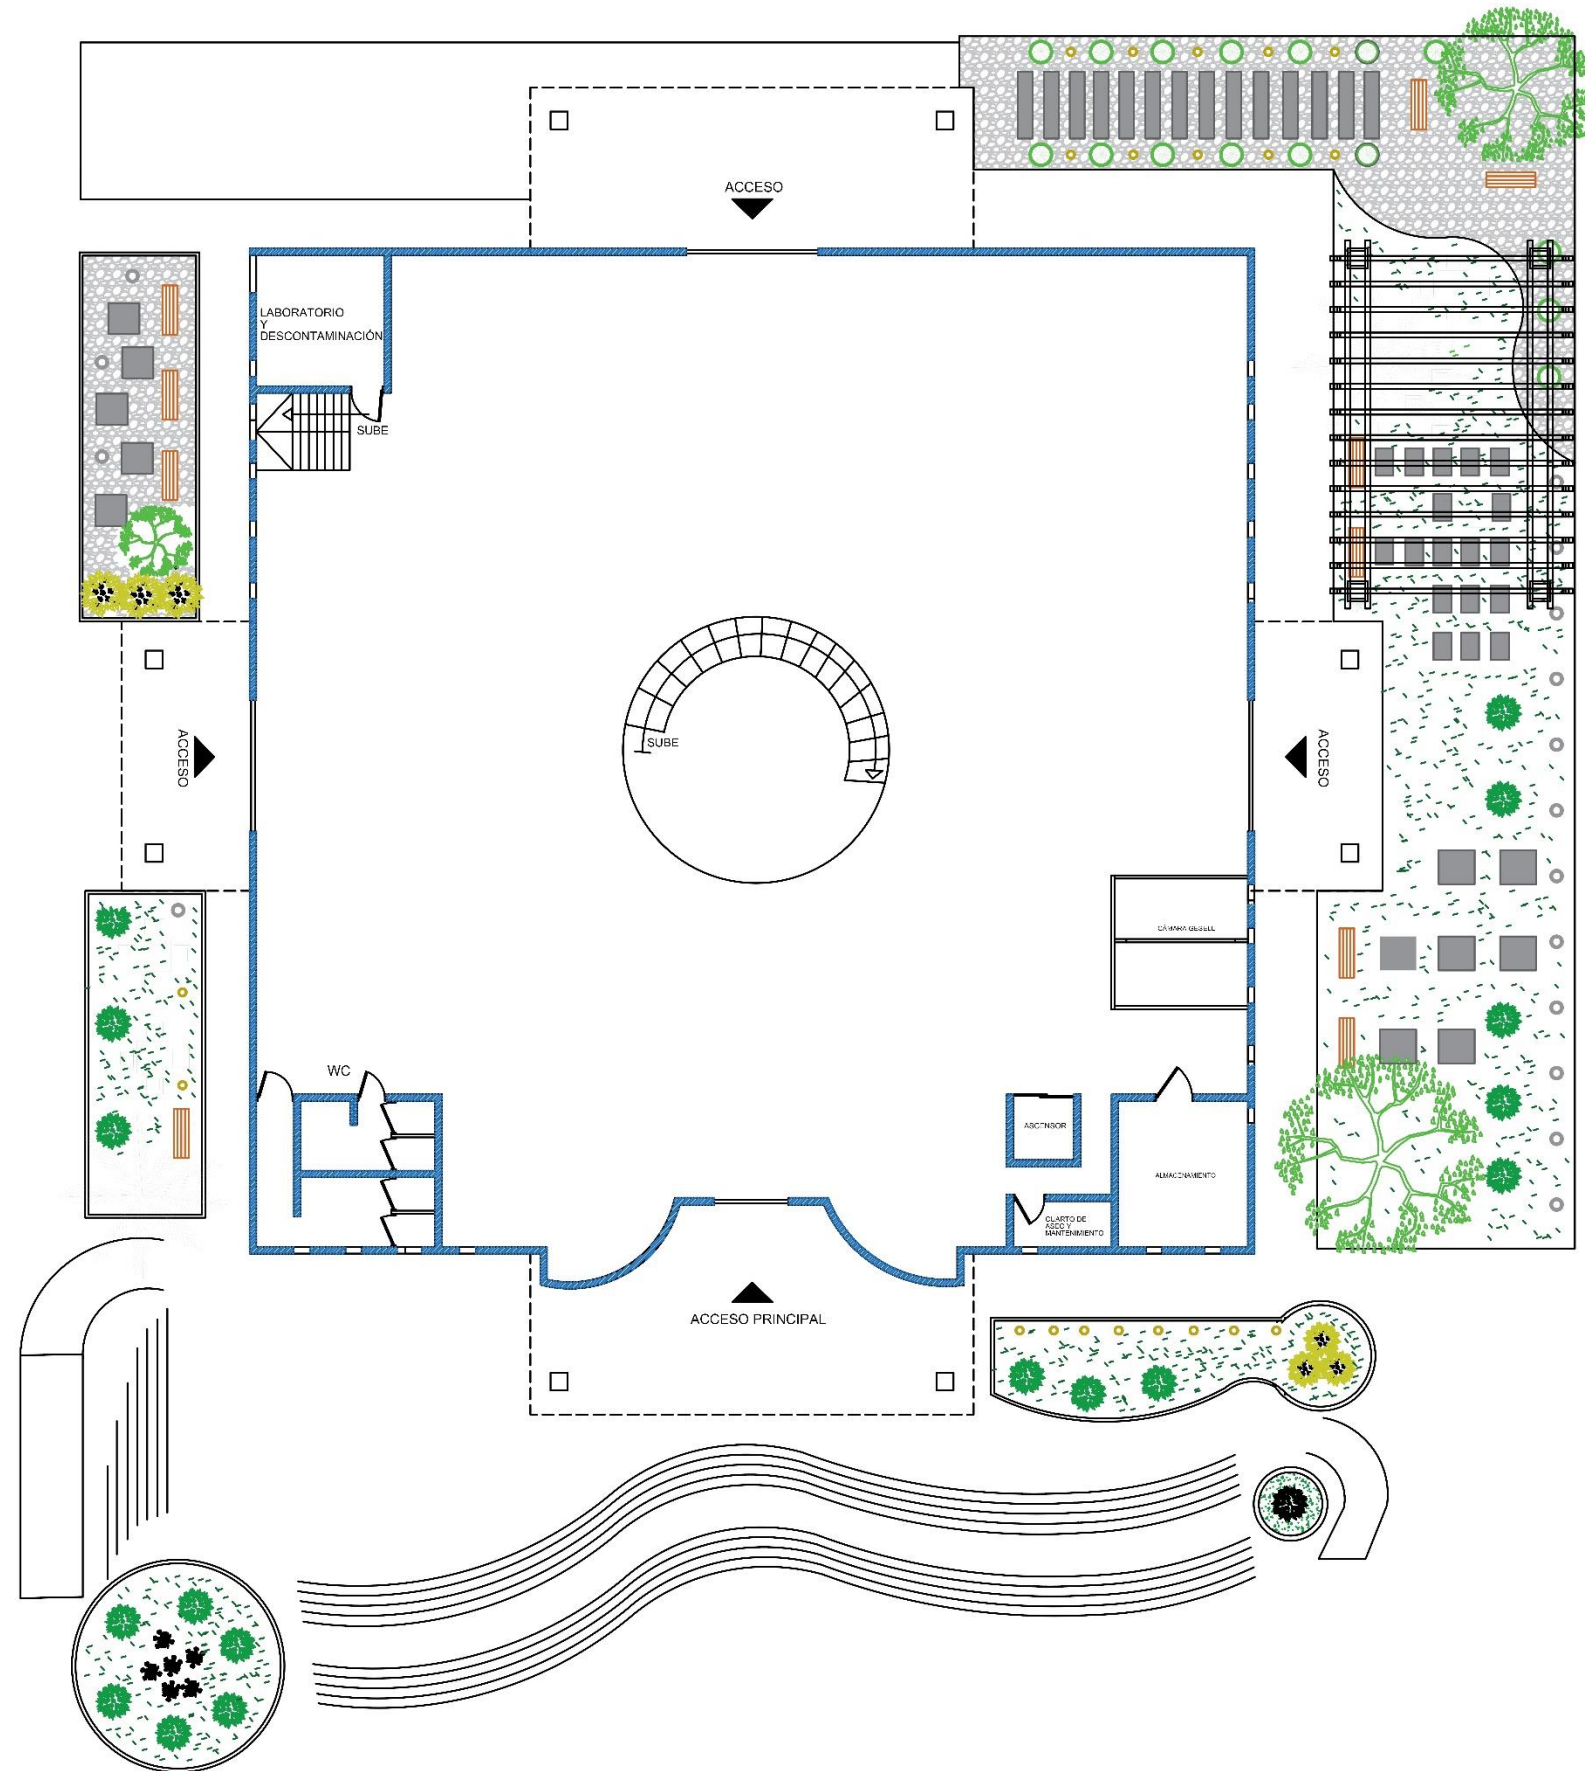 ACCESO
LABORATORIO
Y
DESCONTAMINACIÓN
SUBE
SUBE
ACCESO
ACCESO
CÁMARA GESELL
WC
ASCENSOR
ALMACENAMIENTO
CUARTO DE
ASEO Y
MANTENIMIENTO
ACCESO PRINCIPAL